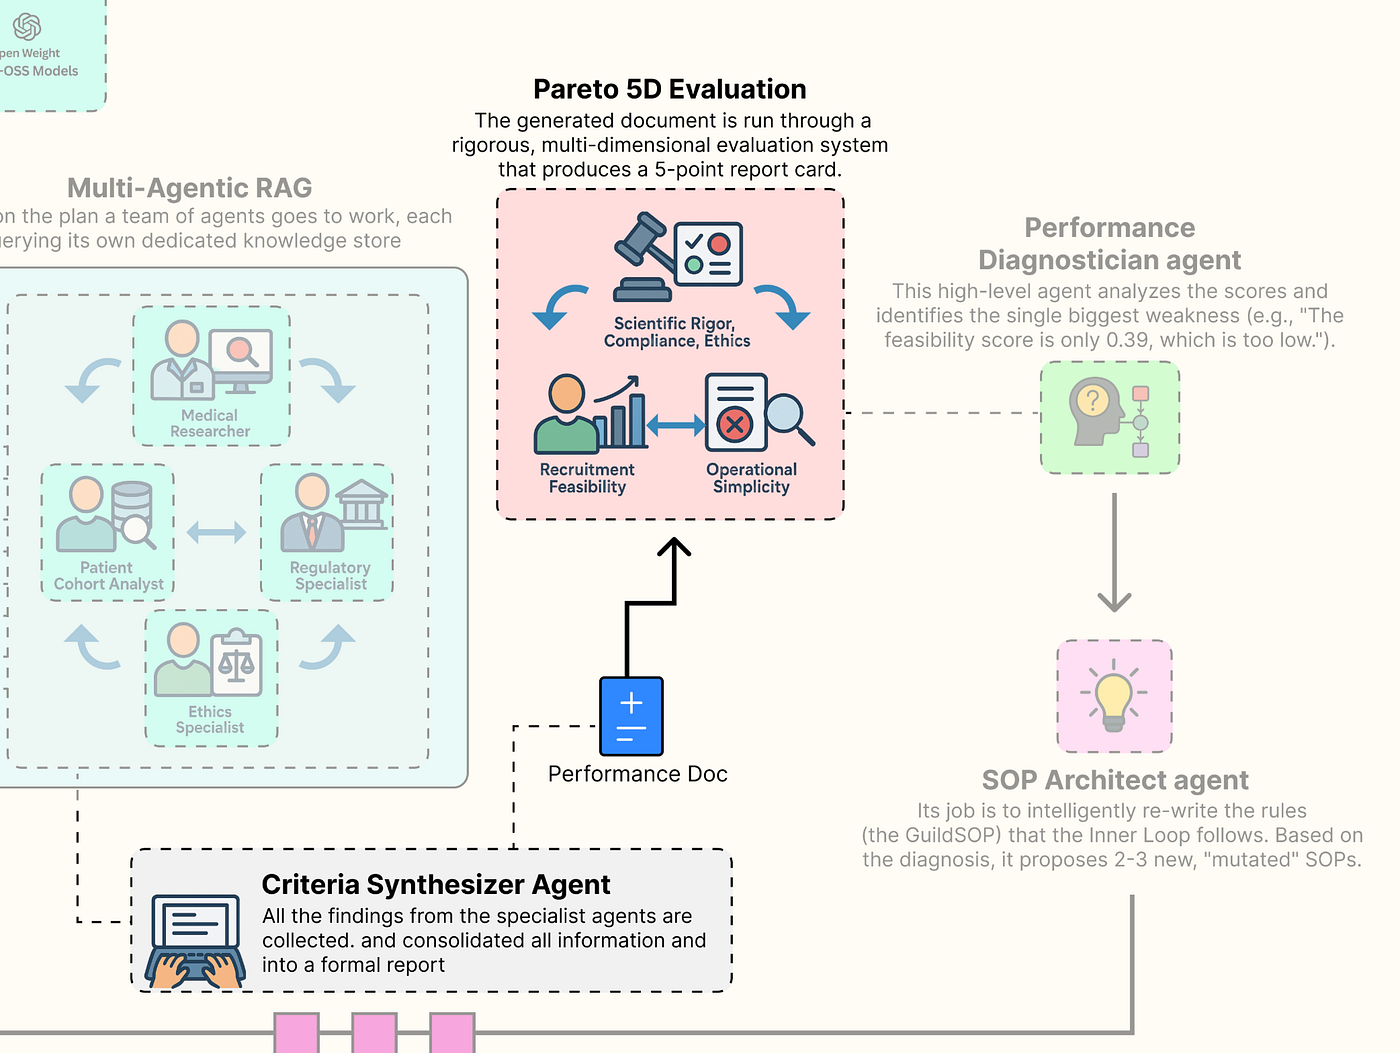 pen Weight
-OSS Models
Pareto 5D Evaluation
The generated document is run through a
rigorous, multi-dimensional evaluation system
that produces a 5-point report card.
Scientific Rigor,
Compliance, Ethics
Recruitment
Feasibility
Operational
Simplicity
Multi-Agentic RAG
on the plan a team of agents goes to work, each
erying its own dedicated knowledge store
Medical
Researcher
Patient
Cohort Analyst
Regulatory
Specialist
Ethics
Specialist
Performance
Diagnostician agent
This high-level agent analyzes the scores and
identifies the single biggest weakness (e.g., "The
feasibility score is only 0.39, which is too low.").
?
Performance Doc
SOP Architect agent
Its job is to intelligently re-write the rules
(the GuildSOP) that the Inner Loop follows. Based on
the diagnosis, it proposes 2-3 new, "mutated" SOPs.
Criteria Synthesizer Agent
All the findings from the specialist agents are
collected. and consolidated all information and
into a formal report